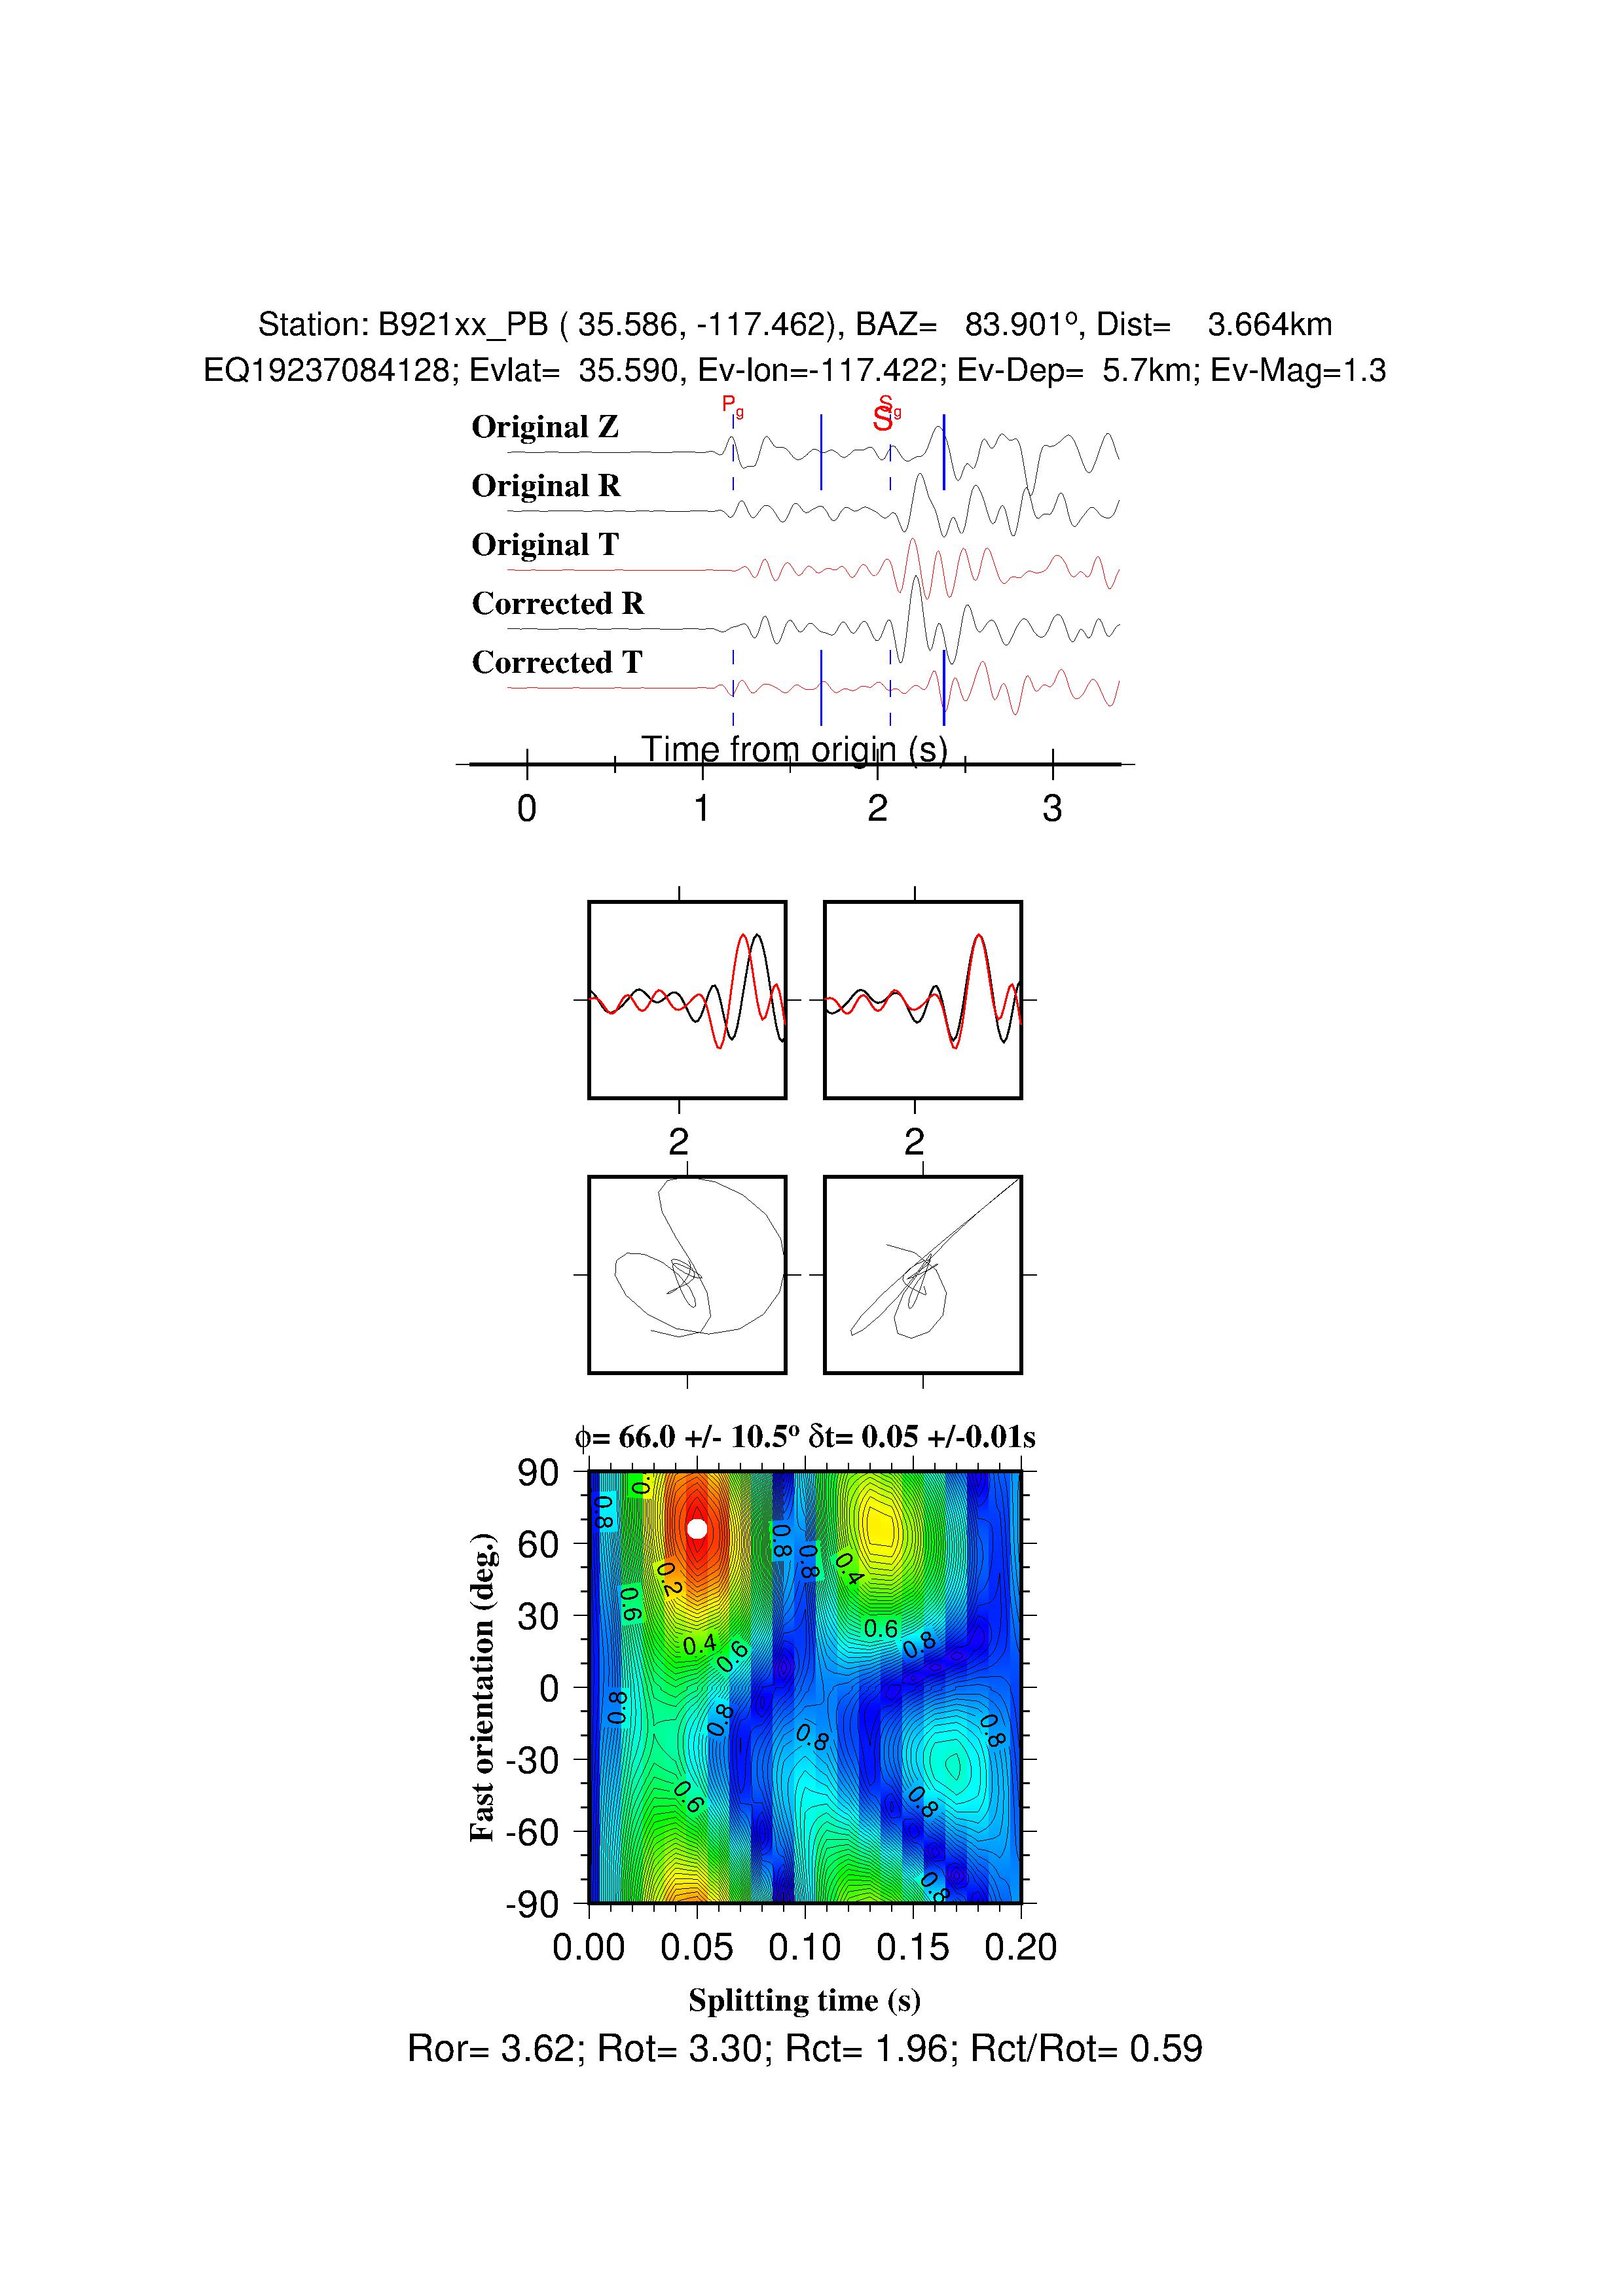 Station: B921xx_PB ( 35.586, -117.462), BAZ=   83.901º, Dist=    3.664km
EQ19237084128; Evlat=  35.590, Ev-lon=-117.422; Ev-Dep=  5.7km; Ev-Mag=1.3
Pg Sg
S
Original Z
Original R
Original T
Corrected R
Corrected T
Time from origin (s)
0 1 2 3
2 2
ϕ= 66.0 +/- 10.5º δt= 0.05 +/-0.01s
Fast orientation (deg.)
90
60
30
0
-30
-60
-90
0.8 0.8 0.8
0.2 0.4
0.6 0.6
0.4 0.6 0.8
0.8 0.8 0.8 0.8
0.6 0.8
0.8
0.00 0.05 0.10 0.15 0.20
Splitting time (s)
Ror= 3.62; Rot= 3.30; Rct= 1.96; Rct/Rot= 0.59